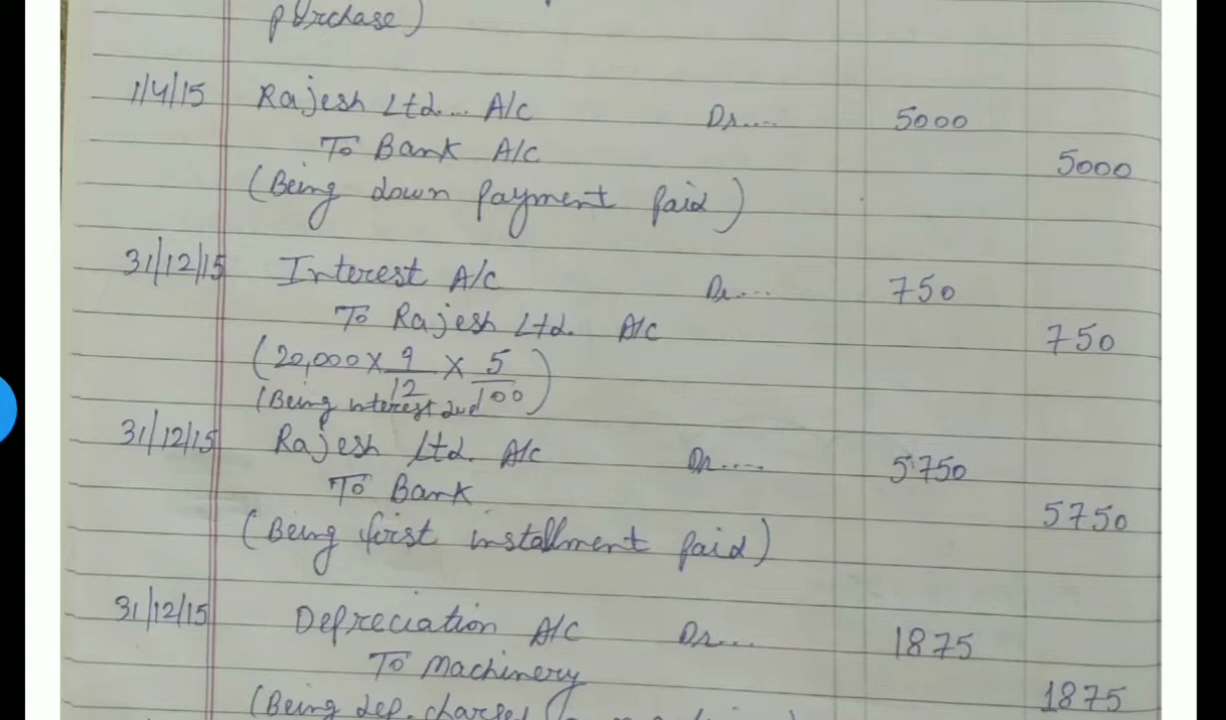 purchase)
1/4/15 Rajesh Ltd... A/c Dr.... 5000
To Bank A/c 5000
(Being down payment paid)
31/12/15 Interest A/c Dr.... 750
To Rajesh Ltd. A/c 750
(20,000 × 9/12 × 5/100)
(Being interest due
31/12/15 Rajesh Ltd. A/c Dr.... 5750
To Bank 5750
(Being first installment paid)
31/12/15 Depreciation A/c Dr... 1875
To Machinery 1875
(Being dep. charged